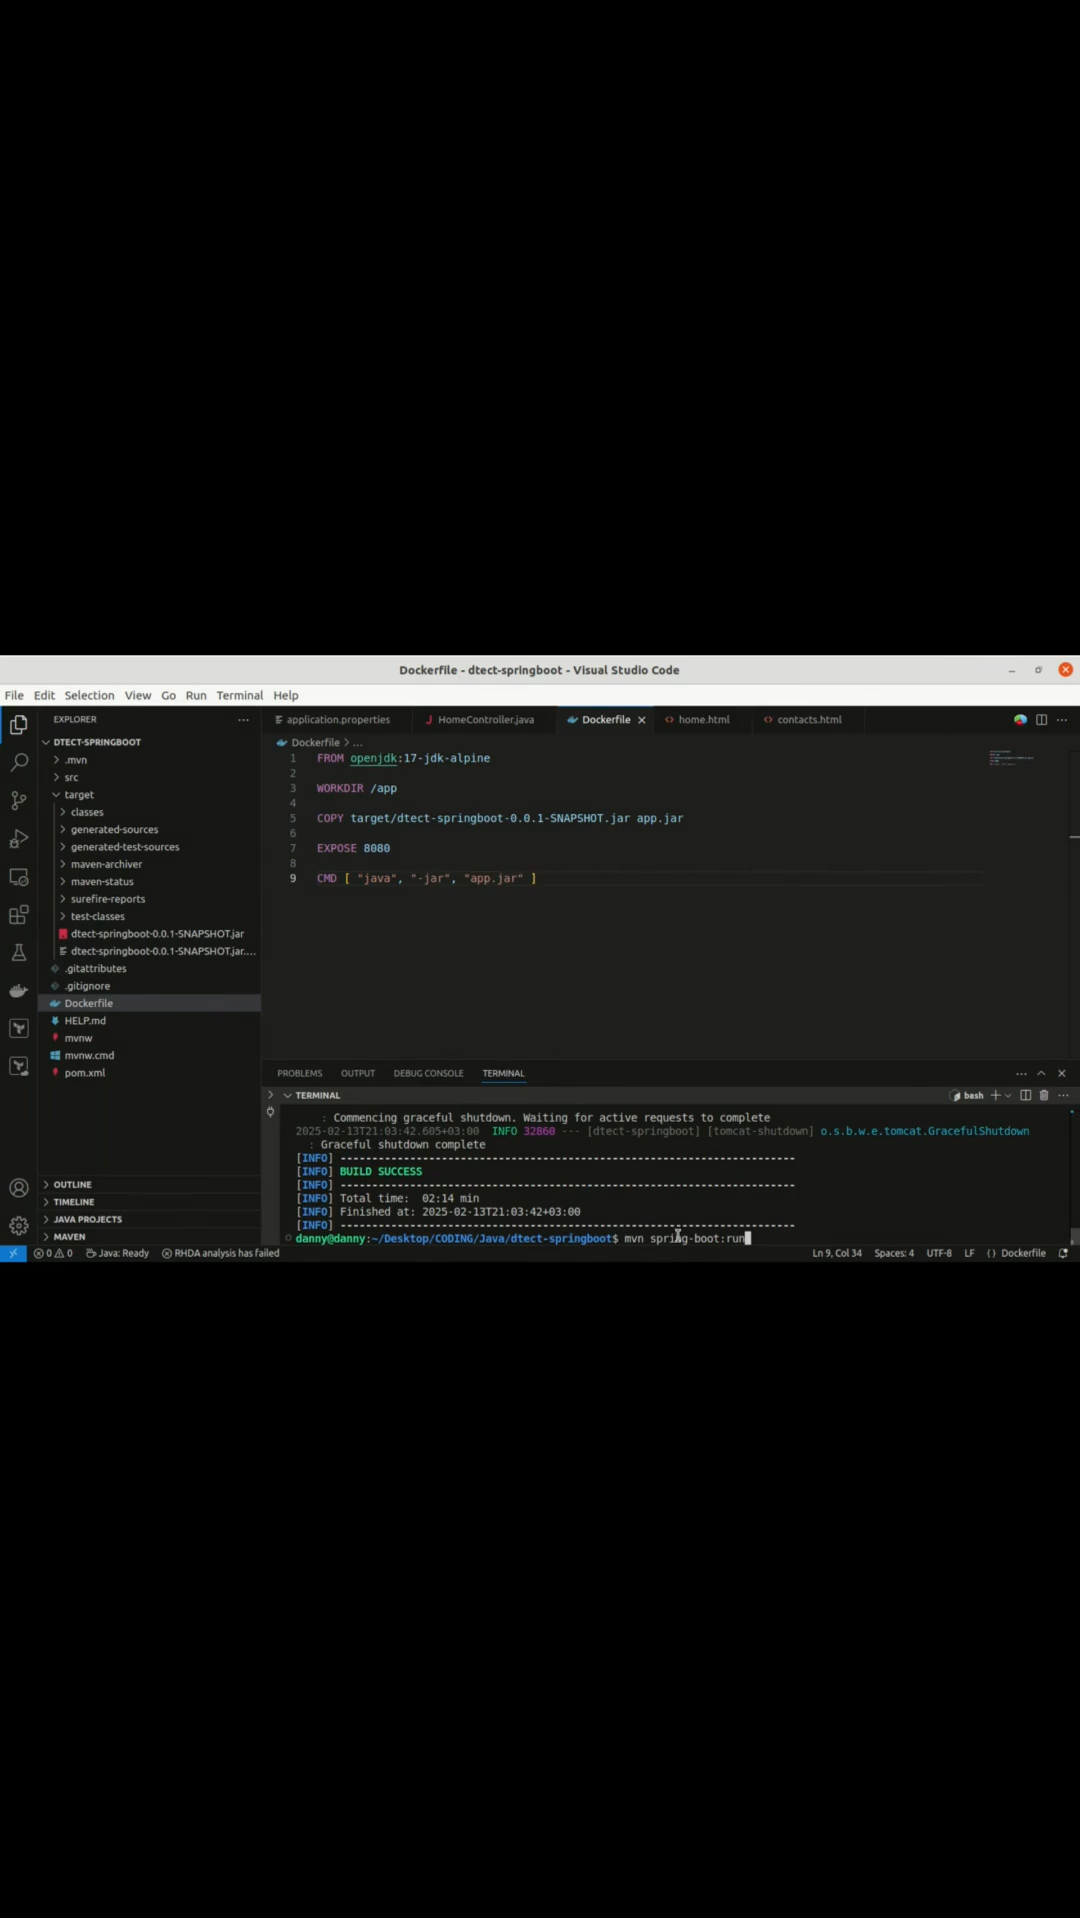 Dockerfile - dtect-springboot - Visual Studio Code
File Edit Selection View Go Run Terminal Help
EXPLORER
DTECT-SPRINGBOOT
.mvn
src
target
classes
generated-sources
generated-test-sources
maven-archiver
maven-status
surefire-reports
test-classes
dtect-springboot-0.0.1-SNAPSHOT.jar
dtect-springboot-0.0.1-SNAPSHOT.jar....
.gitattributes
.gitignore
Dockerfile
HELP.md
mvnw
mvnw.cmd
pom.xml
OUTLINE
TIMELINE
JAVA PROJECTS
MAVEN
application.properties HomeController.java Dockerfile home.html contacts.html
Dockerfile > ...
1 FROM openjdk:17-jdk-alpine
2
3 WORKDIR /app
4
5 COPY target/dtect-springboot-0.0.1-SNAPSHOT.jar app.jar
6
7 EXPOSE 8080
8
9 CMD [ "java", "-jar", "app.jar" ]
PROBLEMS OUTPUT DEBUG CONSOLE TERMINAL
TERMINAL bash
: Commencing graceful shutdown. Waiting for active requests to complete
2025-02-13T21:03:42.605+03:00 INFO 32860 --- [dtect-springboot] [tomcat-shutdown] o.s.b.w.e.tomcat.GracefulShutdown
: Graceful shutdown complete
[INFO] ------------------------------------------------------------------------
[INFO] BUILD SUCCESS
[INFO] ------------------------------------------------------------------------
[INFO] Total time:  02:14 min
[INFO] Finished at: 2025-02-13T21:03:42+03:00
[INFO] ------------------------------------------------------------------------
danny@danny:~/Desktop/CODING/Java/dtect-springboot$ mvn spring-boot:run
0 0 Java: Ready RHDA analysis has failed Ln 9, Col 34 Spaces: 4 UTF-8 LF {} Dockerfile